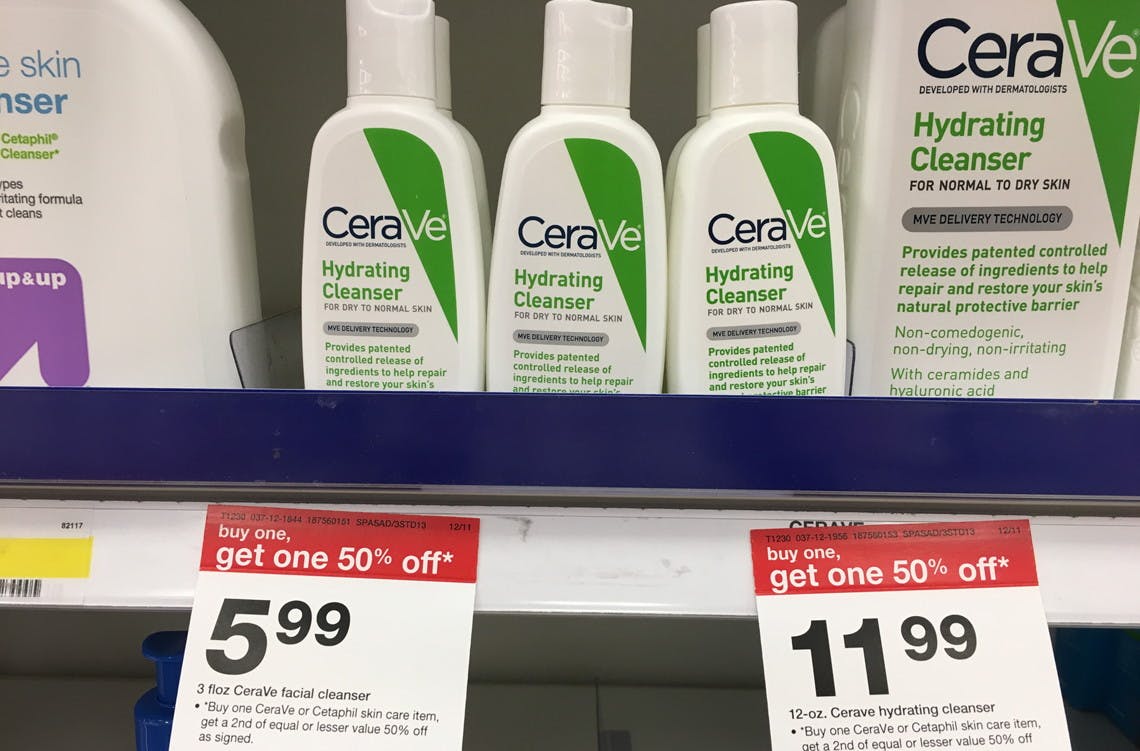 e skin
nser
Cetaphil®
Cleanser*
ypes
itating formula
t cleans
up&up
CeraVe
DEVELOPED WITH DERMATOLOGISTS
Hydrating
Cleanser
FOR DRY TO NORMAL SKIN
MVE DELIVERY TECHNOLOGY
Provides patented
controlled release of
ingredients to help repair
and restore your skin's
CeraVe
DEVELOPED WITH DERMATOLOGISTS
Hydrating
Cleanser
FOR DRY TO NORMAL SKIN
MVE DELIVERY TECHNOLOGY
Provides patented
controlled release of
ingredients to help repair
and restore your skin's
CeraVe
DEVELOPED WITH DERMATOLOGISTS
Hydrating
Cleanser
FOR DRY TO NORMAL SKIN
MVE DELIVERY TECHNOLOGY
Provides patented
controlled release of
ingredients to help repair
and restore your skin's
protective barrier
CeraVe
DEVELOPED WITH DERMATOLOGISTS
Hydrating
Cleanser
FOR NORMAL TO DRY SKIN
MVE DELIVERY TECHNOLOGY
Provides patented controlled
release of ingredients to help
repair and restore your skin's
natural protective barrier
Non-comedogenic,
non-drying, non-irritating
With ceramides and
hyaluronic acid
82117
T1230 037-12-1844 187560151 SPASAD/3STD13 12/11
buy one,
get one 50% off*
5 99
3 floz CeraVe facial cleanser
• *Buy one CeraVe or Cetaphil skin care item,
get a 2nd of equal or lesser value 50% off
as signed.
CERAVE
T1230 037-12-1956 187560153 SPASAD/3STD13 12/11
buy one,
get one 50% off*
11 99
12-oz. Cerave hydrating cleanser
• *Buy one CeraVe or Cetaphil skin care item,
get a 2nd of equal or lesser value 50% off